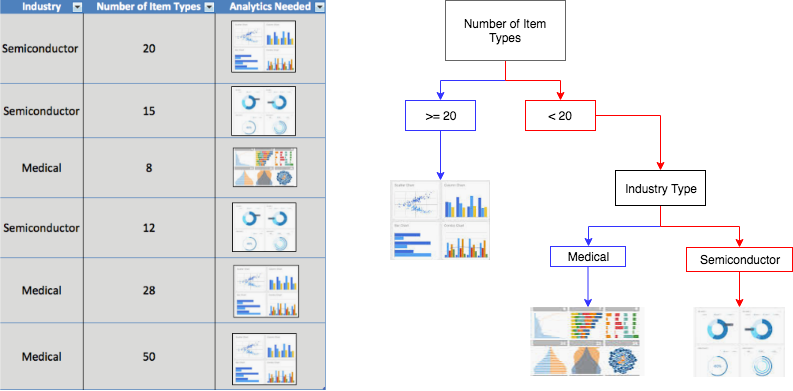 Industry Number of Item Types Analytics Needed
Semiconductor 20
Semiconductor 15
Medical 8
Semiconductor 12
Medical 28
Medical 50
Number of Item
Types
>= 20
< 20
Industry Type
Medical
Semiconductor